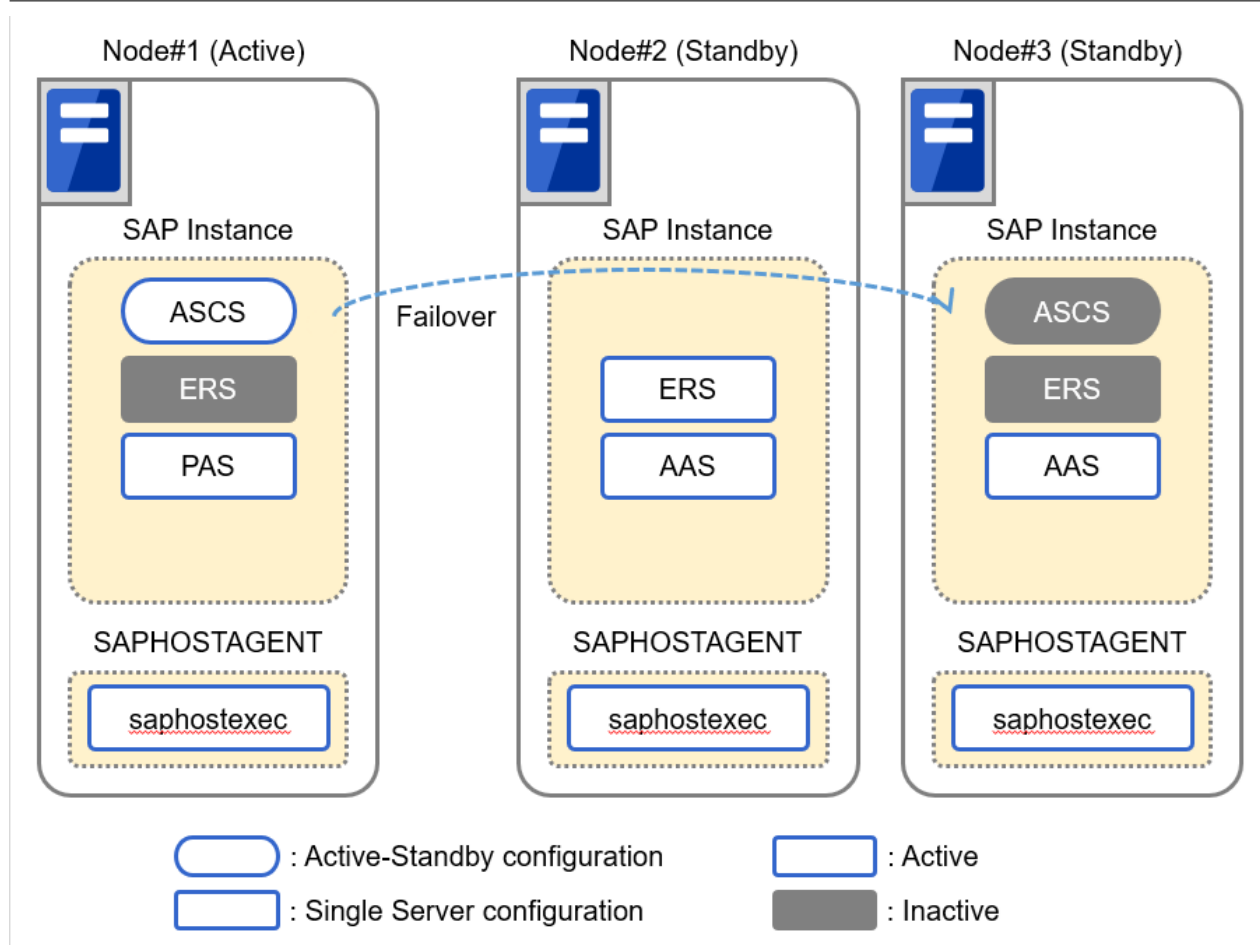 Node#1 (Active)
Node#2 (Standby)
Node#3 (Standby)
SAP Instance
SAP Instance
SAP Instance
ASCS
ASCS
Failover
ERS
ERS
ERS
PAS
AAS
AAS
SAPHOSTAGENT
SAPHOSTAGENT
SAPHOSTAGENT
saphostexec
saphostexec
saphostexec
: Active-Standby configuration
: Active
: Single Server configuration
: Inactive